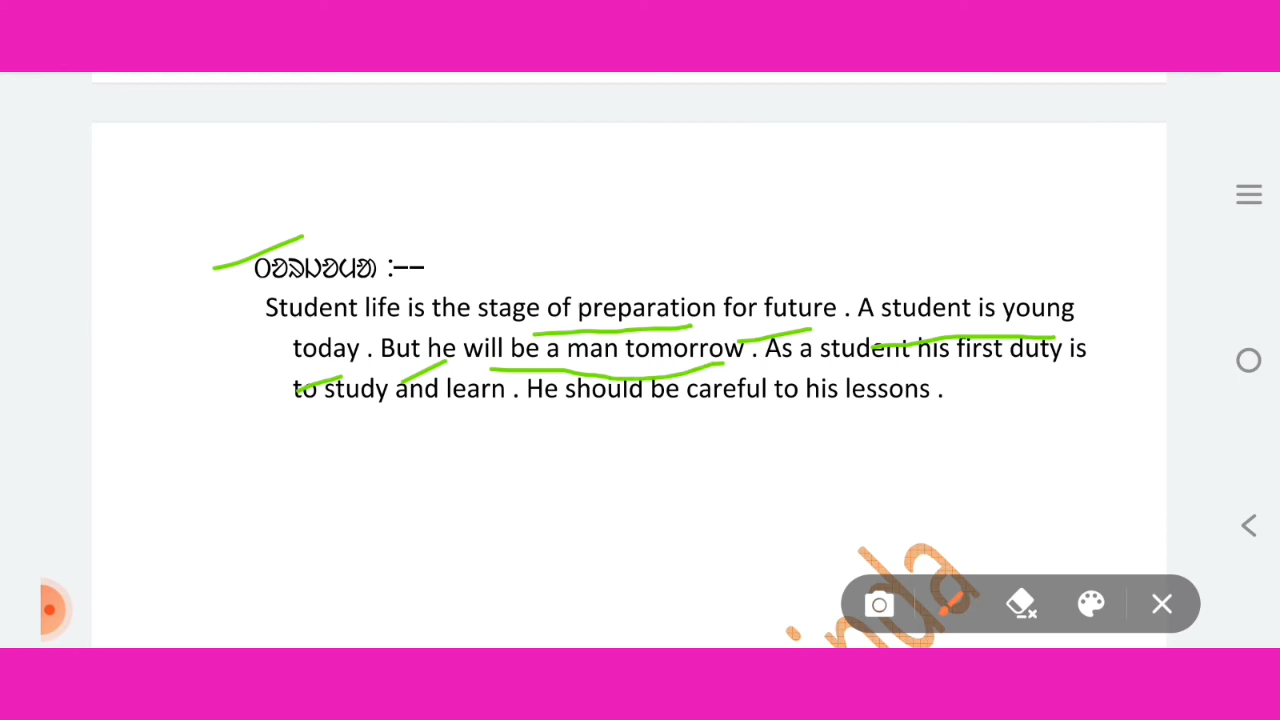 Student life is the stage of preparation for future . A student is young
today . But he will be a man tomorrow . As a student his first duty is
to study and learn . He should be careful to his lessons .